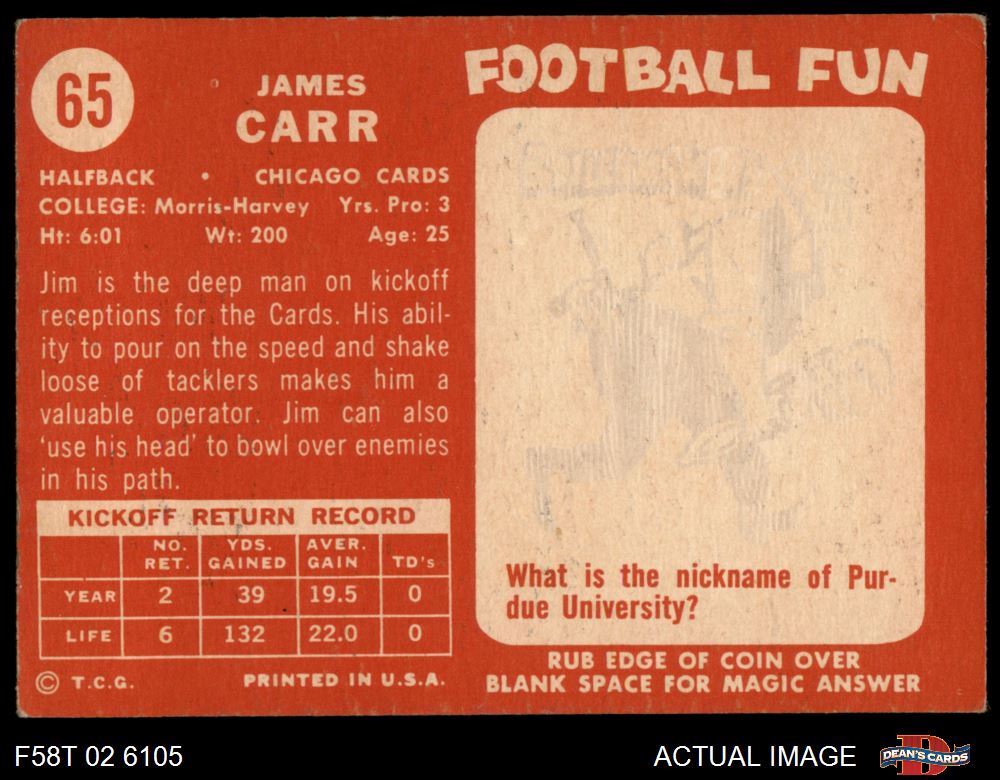 65
JAMES
CARR
HALFBACK • CHICAGO CARDS
COLLEGE: Morris-Harvey Yrs. Pro: 3
Ht: 6:01 Wt: 200 Age: 25
Jim is the deep man on kickoff
receptions for the Cards. His abil-
ity to pour on the speed and shake
loose of tacklers makes him a
valuable operator. Jim can also
'use his head' to bowl over enemies
in his path.
KICKOFF RETURN RECORD
NO. RET. YDS. GAINED AVER. GAIN TD's
YEAR 2 39 19.5 0
LIFE 6 132 22.0 0
© T.C.G. PRINTED IN U.S.A.
FOOTBALL FUN
What is the nickname of Pur-
due University?
RUB EDGE OF COIN OVER
BLANK SPACE FOR MAGIC ANSWER
F58T 02 6105 ACTUAL IMAGE DEAN'S CARDS